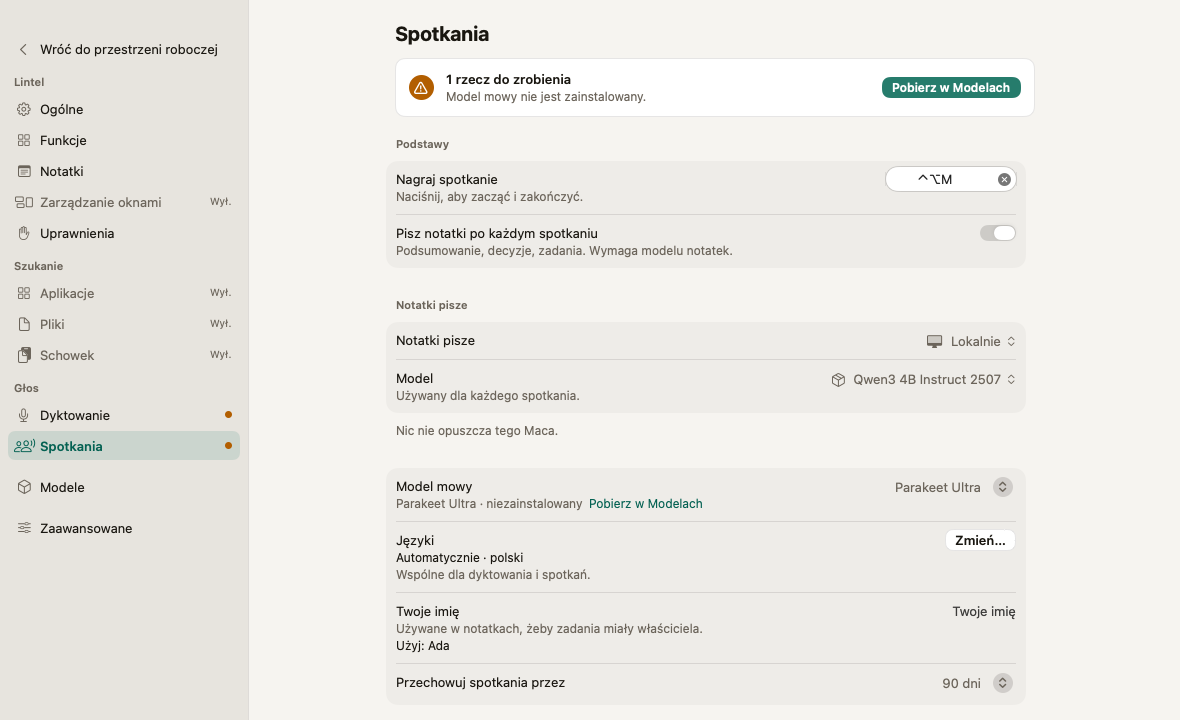 Wróć do przestrzeni roboczej
Lintel
Ogólne
Funkcje
Notatki
Zarządzanie oknami Wył.
Uprawnienia
Szukanie
Aplikacje Wył.
Pliki Wył.
Schowek Wył.
Głos
Dyktowanie
Spotkania
Modele
Zaawansowane
Spotkania
1 rzecz do zrobienia
Model mowy nie jest zainstalowany.
Pobierz w Modelach
Podstawy
Nagraj spotkanie
Naciśnij, aby zacząć i zakończyć.
⌃⌥M
Pisz notatki po każdym spotkaniu
Podsumowanie, decyzje, zadania. Wymaga modelu notatek.
Notatki pisze
Notatki pisze Lokalnie
Model
Używany dla każdego spotkania.
Qwen3 4B Instruct 2507
Nic nie opuszcza tego Maca.
Model mowy
Parakeet Ultra · niezainstalowany Pobierz w Modelach
Parakeet Ultra
Języki
Automatycznie · polski
Wspólne dla dyktowania i spotkań.
Zmień...
Twoje imię
Używane w notatkach, żeby zadania miały właściciela.
Użyj: Ada
Twoje imię
Przechowuj spotkania przez 90 dni